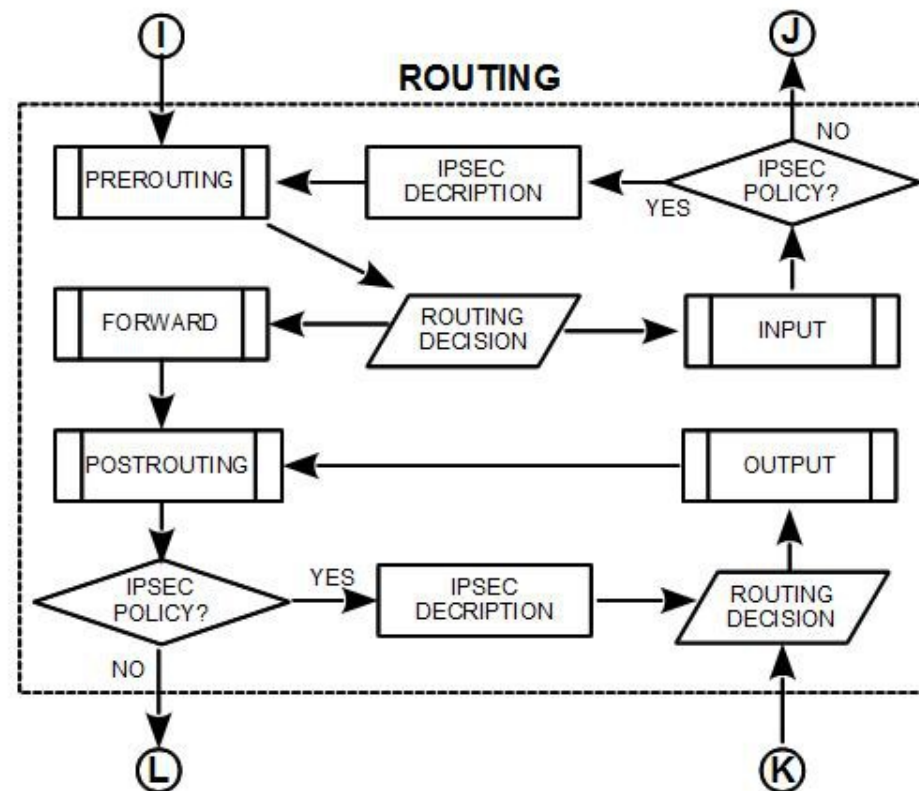 I
J
ROUTING
NO
PREROUTING
IPSEC
DECRIPTION
IPSEC
POLICY?
YES
FORWARD
ROUTING
DECISION
INPUT
POSTROUTING
OUTPUT
IPSEC
POLICY?
YES
IPSEC
DECRIPTION
ROUTING
DECISION
NO
L
K